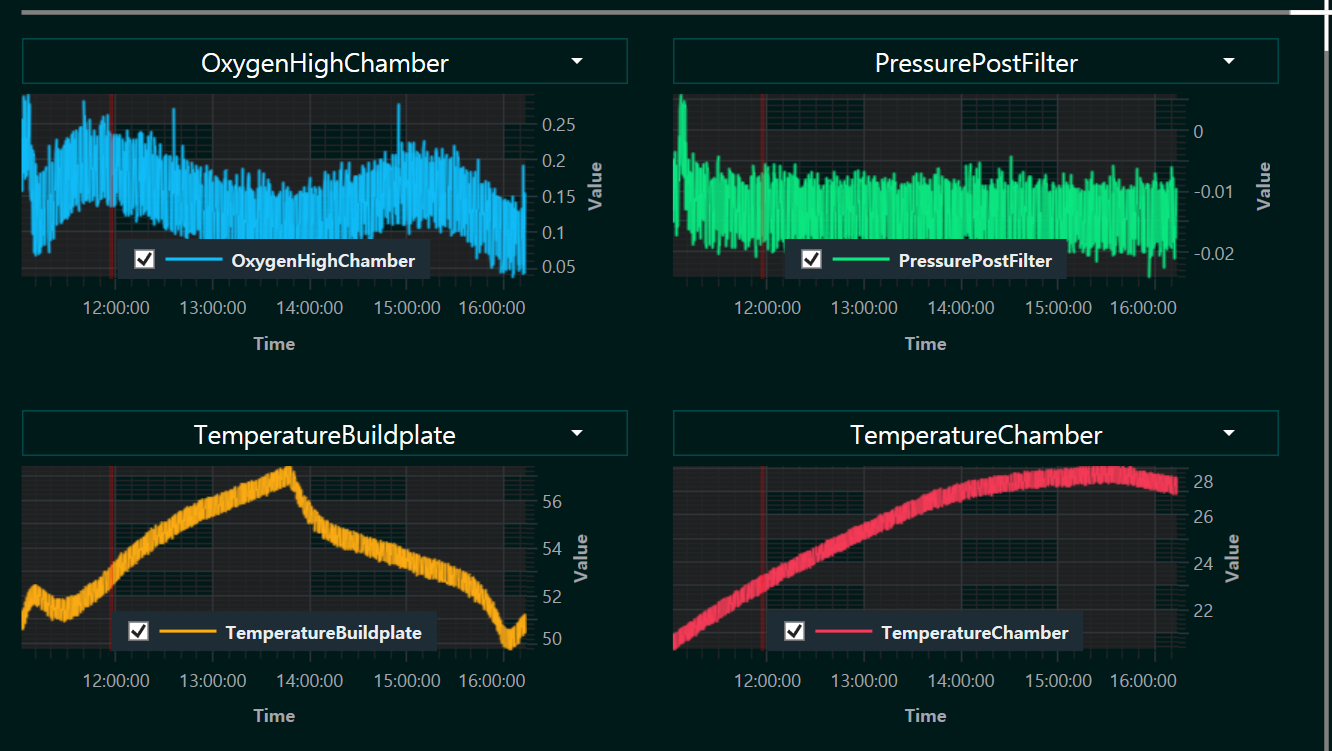 OxygenHighChamber
0.25
0.2
0.15
0.1
0.05
Value
OxygenHighChamber
12:00:00 13:00:00 14:00:00 15:00:00 16:00:00
Time
PressurePostFilter
0
-0.01
-0.02
Value
PressurePostFilter
12:00:00 13:00:00 14:00:00 15:00:00 16:00:00
Time
TemperatureBuildplate
56
54
52
50
Value
TemperatureBuildplate
12:00:00 13:00:00 14:00:00 15:00:00 16:00:00
Time
TemperatureChamber
28
26
24
22
Value
TemperatureChamber
12:00:00 13:00:00 14:00:00 15:00:00 16:00:00
Time